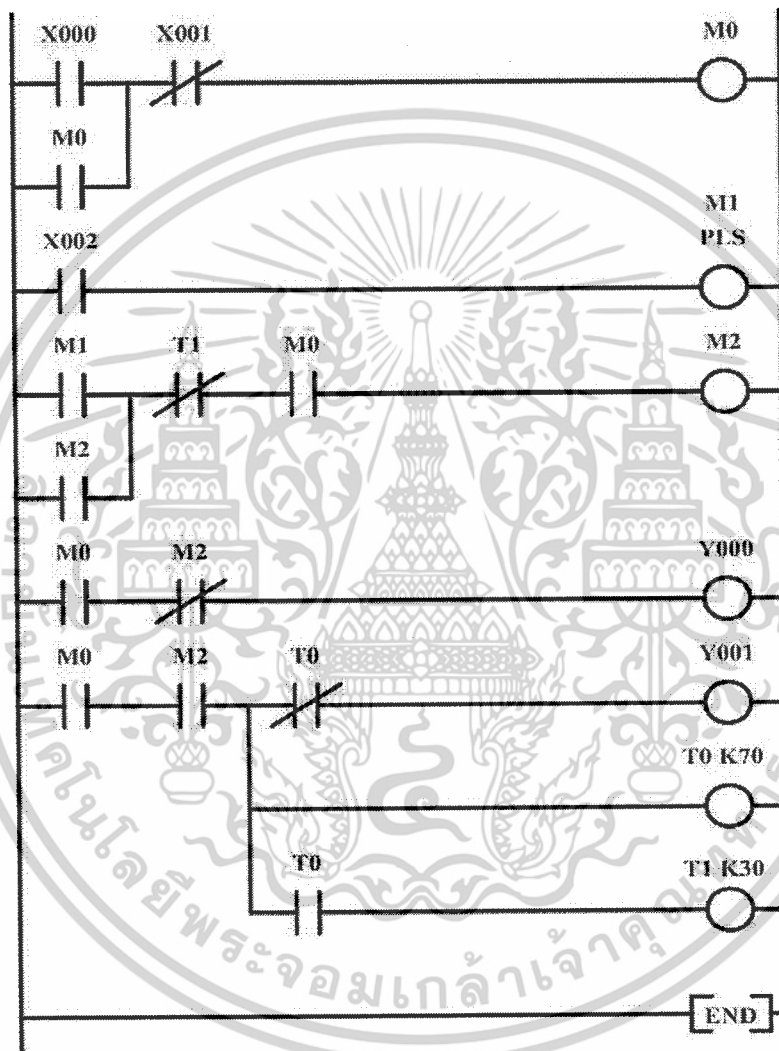 X000 X001 M0
M0
M1
X002 PLS
M1 T1 M0 M2
M2
M0 M2 Y000
M0 M2 T0 Y001
T0 K70
T0 T1 K30
END